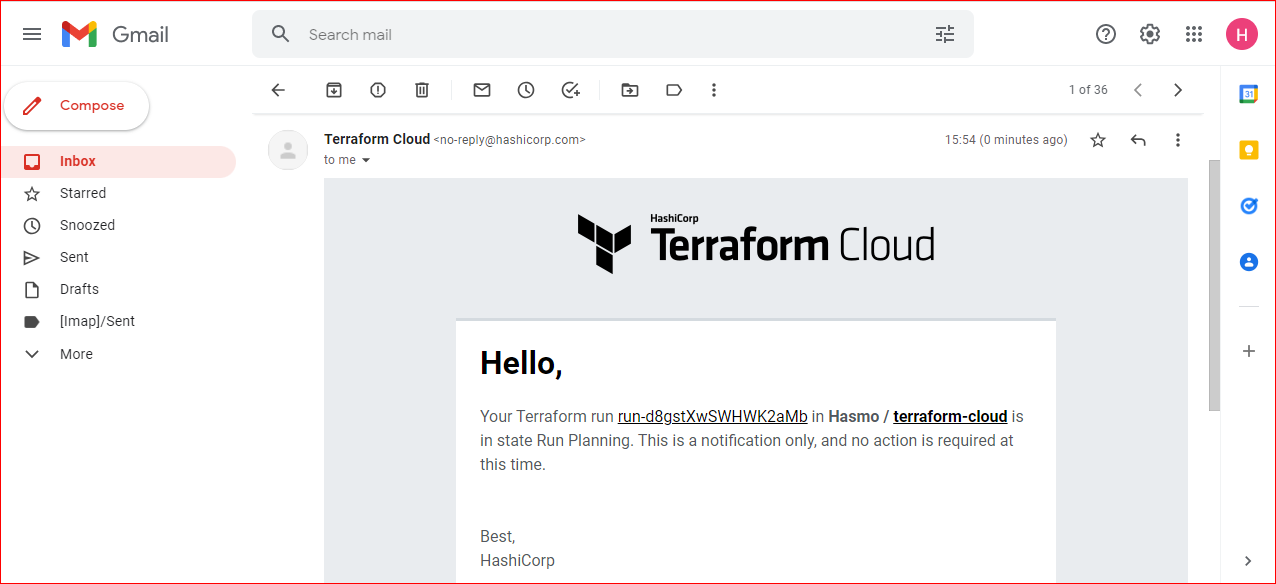 Gmail
Search mail
H
Compose
1 of 36
31
Inbox
Starred
Snoozed
Sent
Drafts
[Imap]/Sent
More
Terraform Cloud <no-reply@hashicorp.com>
15:54 (0 minutes ago)
to me
HashiCorp
Terraform Cloud
Hello,
Your Terraform run run-d8gstXwSWHWK2aMb in Hasmo / terraform-cloud is
in state Run Planning. This is a notification only, and no action is required at
this time.
Best,
HashiCorp